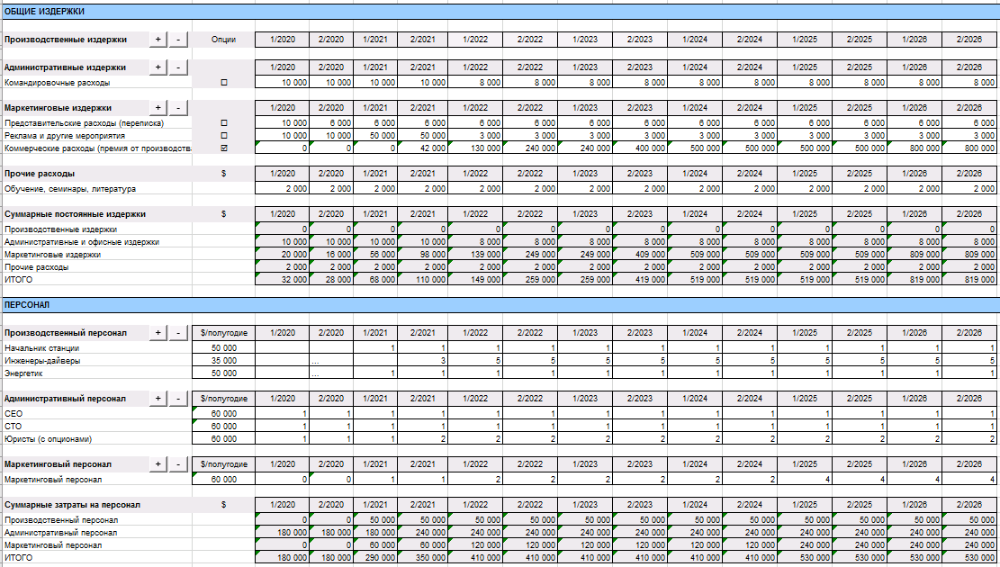 ОБЩИЕ ИЗДЕРЖКИ
Производственные издержки + - Опции 1/2020 2/2020 1/2021 2/2021 1/2022 2/2022 1/2023 2/2023 1/2024 2/2024 1/2025 2/2025 1/2026 2/2026
Административные издержки + - 1/2020 2/2020 1/2021 2/2021 1/2022 2/2022 1/2023 2/2023 1/2024 2/2024 1/2025 2/2025 1/2026 2/2026
Командировочные расходы 10 000 10 000 10 000 10 000 8 000 8 000 8 000 8 000 8 000 8 000 8 000 8 000 8 000 8 000
Маркетинговые издержки + - 1/2020 2/2020 1/2021 2/2021 1/2022 2/2022 1/2023 2/2023 1/2024 2/2024 1/2025 2/2025 1/2026 2/2026
Представительские расходы (переписка) 10 000 6 000 6 000 6 000 6 000 6 000 6 000 6 000 6 000 6 000 6 000 6 000 6 000 6 000
Реклама и другие мероприятия 10 000 10 000 50 000 50 000 3 000 3 000 3 000 3 000 3 000 3 000 3 000 3 000 3 000 3 000
Коммерческие расходы (премия от производств 0 0 0 42 000 130 000 240 000 240 000 400 000 500 000 500 000 500 000 500 000 800 000 800 000
Прочие расходы $ 1/2020 2/2020 1/2021 2/2021 1/2022 2/2022 1/2023 2/2023 1/2024 2/2024 1/2025 2/2025 1/2026 2/2026
Обучение, семинары, литература 2 000 2 000 2 000 2 000 2 000 2 000 2 000 2 000 2 000 2 000 2 000 2 000 2 000 2 000
Суммарные постоянные издержки $ 1/2020 2/2020 1/2021 2/2021 1/2022 2/2022 1/2023 2/2023 1/2024 2/2024 1/2025 2/2025 1/2026 2/2026
Производственные издержки 0 0 0 0 0 0 0 0 0 0 0 0 0 0
Административные и офисные издержки 10 000 10 000 10 000 10 000 8 000 8 000 8 000 8 000 8 000 8 000 8 000 8 000 8 000 8 000
Маркетинговые издержки 20 000 16 000 56 000 98 000 139 000 249 000 249 000 409 000 509 000 509 000 509 000 509 000 809 000 809 000
Прочие расходы 2 000 2 000 2 000 2 000 2 000 2 000 2 000 2 000 2 000 2 000 2 000 2 000 2 000 2 000
ИТОГО 32 000 28 000 68 000 110 000 149 000 259 000 259 000 419 000 519 000 519 000 519 000 519 000 819 000 819 000
ПЕРСОНАЛ
Производственный персонал + - $/полугодие 1/2020 2/2020 1/2021 2/2021 1/2022 2/2022 1/2023 2/2023 1/2024 2/2024 1/2025 2/2025 1/2026 2/2026
Начальник станции 50 000 1 1 1 1 1 1 1 1 1 1 1 1
Инженеры-дайверы 35 000 ... 3 5 5 5 5 5 5 5 5 5 5
Энергетик 50 000 ... 1 1 1 1 1 1 1 1 1 1 1 1
Административный персонал + - $/полугодие 1/2020 2/2020 1/2021 2/2021 1/2022 2/2022 1/2023 2/2023 1/2024 2/2024 1/2025 2/2025 1/2026 2/2026
CEO 60 000 1 1 1 1 1 1 1 1 1 1 1 1 1 1
CTO 60 000 1 1 1 1 1 1 1 1 1 1 1 1 1 1
Юристы (с опционами) 60 000 1 1 1 2 2 2 2 2 2 2 2 2 2 2
Маркетинговый персонал + - $/полугодие 1/2020 2/2020 1/2021 2/2021 1/2022 2/2022 1/2023 2/2023 1/2024 2/2024 1/2025 2/2025 1/2026 2/2026
Маркетинговый персонал 60 000 0 0 1 1 2 2 2 2 2 2 4 4 4 4
Суммарные затраты на персонал $ 1/2020 2/2020 1/2021 2/2021 1/2022 2/2022 1/2023 2/2023 1/2024 2/2024 1/2025 2/2025 1/2026 2/2026
Производственный персонал 0 0 50 000 50 000 50 000 50 000 50 000 50 000 50 000 50 000 50 000 50 000 50 000 50 000
Административный персонал 180 000 180 000 180 000 240 000 240 000 240 000 240 000 240 000 240 000 240 000 240 000 240 000 240 000 240 000
Маркетинговый персонал 0 0 60 000 60 000 120 000 120 000 120 000 120 000 120 000 120 000 240 000 240 000 240 000 240 000
ИТОГО 180 000 180 000 290 000 350 000 410 000 410 000 410 000 410 000 410 000 410 000 530 000 530 000 530 000 530 000